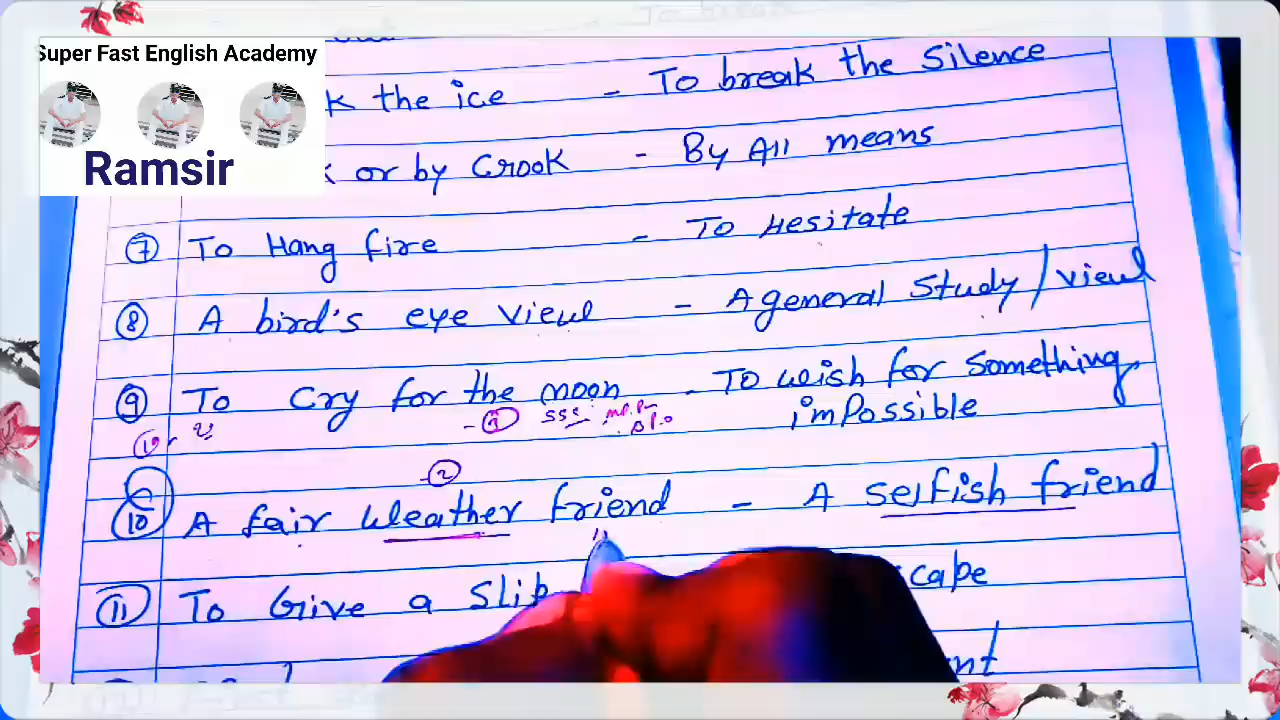 Super Fast English Academy
Ramsir
k the ice - To break the Silence
k or by Crook - By All means
7 To Hang fire - To Hesitate
8 A bird's eye view - A general Study/view
9 To Cry for the moon - To wish for Something
impossible
10 A fair weather friend - A selfish friend
2
11 To Give a Slip cape
nt